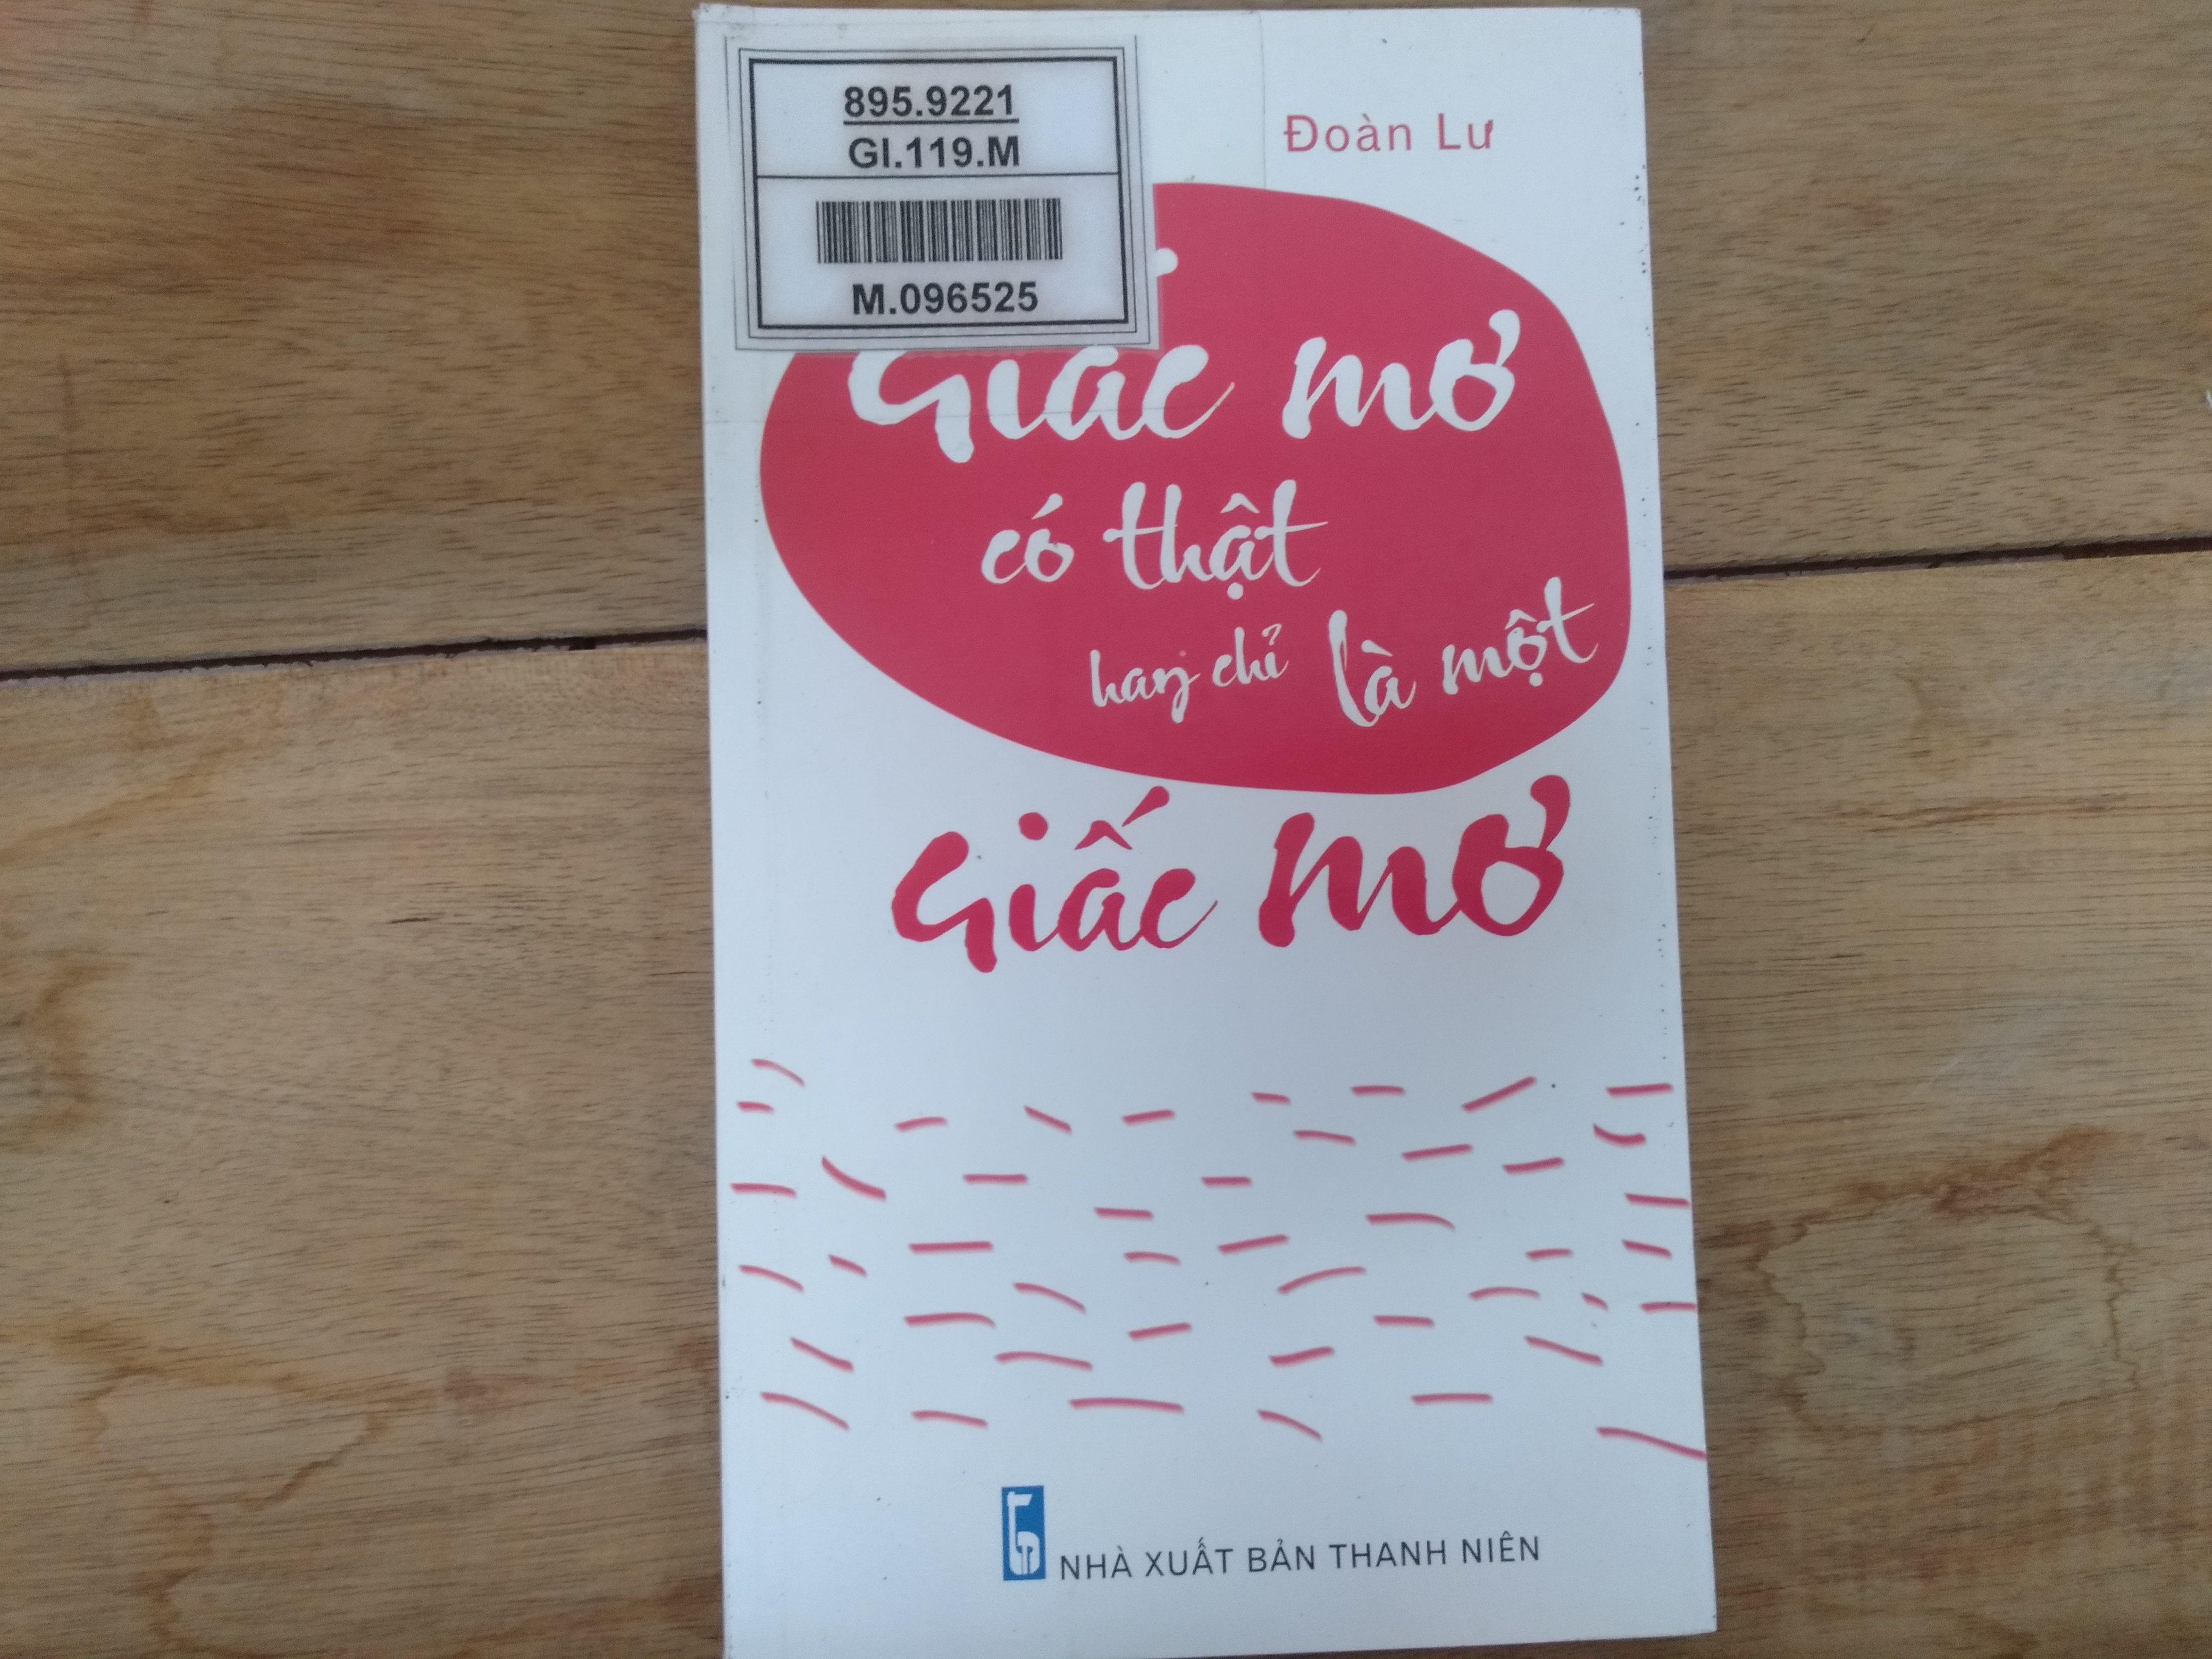 895.9221
GI.119.M
M.096525
Đoàn Lư
Giấc mơ
có thật
hay chỉ là một
Giấc mơ
NHÀ XUẤT BẢN THANH NIÊN